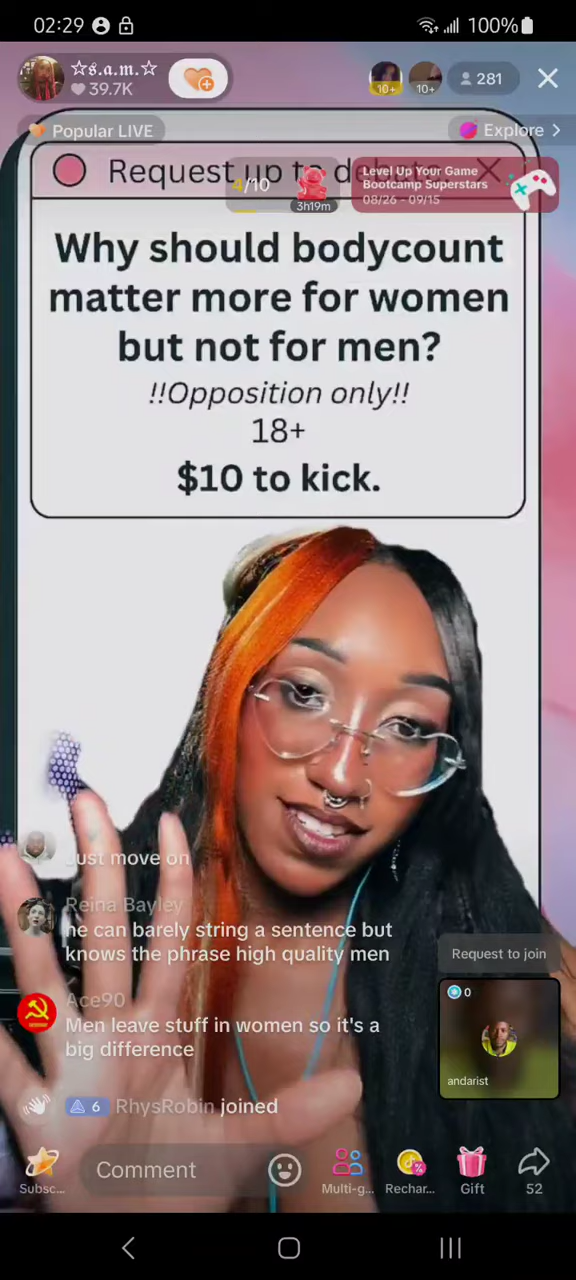 02:29
100%
☆𝔰.𝔞.𝔪.☆
39.7K
10+
10+
281
Popular LIVE
Explore >
Request up to debate
4/10
3h19m
Level Up Your Game
Bootcamp Superstars
08/26 - 09/15
Why should bodycount
matter more for women
but not for men?
!!Opposition only!!
18+
$10 to kick.
Just move on
Reina Bayley
he can barely string a sentence but
knows the phrase high quality men
Ace90
Men leave stuff in women so it's a
big difference
6 RhysRobin joined
Request to join
0
andarist
Comment
Subsc...
Multi-g...
Rechar...
Gift
52